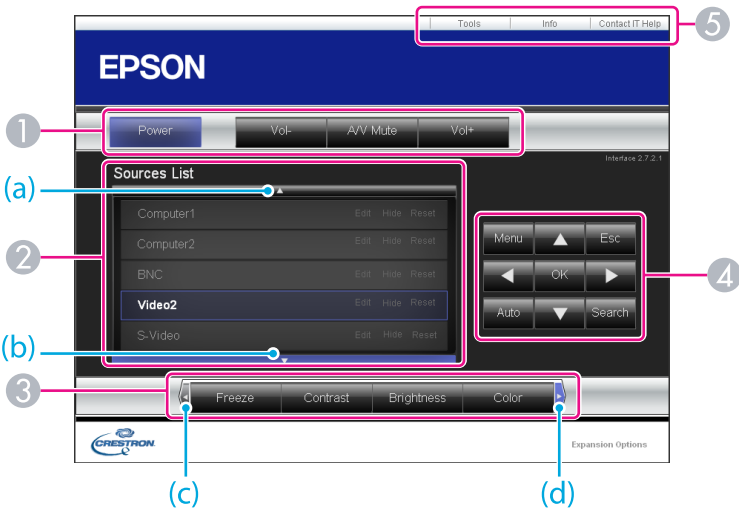 Tools Info Contact IT Help
5
EPSON
1
Power Vol- A/V Mute Vol+
Interface 2.7.2.1
Sources List
(a)
Computer1 Edit Hide Reset
Computer2 Edit Hide Reset
2
BNC Edit Hide Reset
Video2 Edit Hide Reset
S-Video Edit Hide Reset
(b)
Menu Esc
OK
4
Auto Search
3
Freeze Contrast Brightness Color
CRESTRON
Expansion Options
(c) (d)